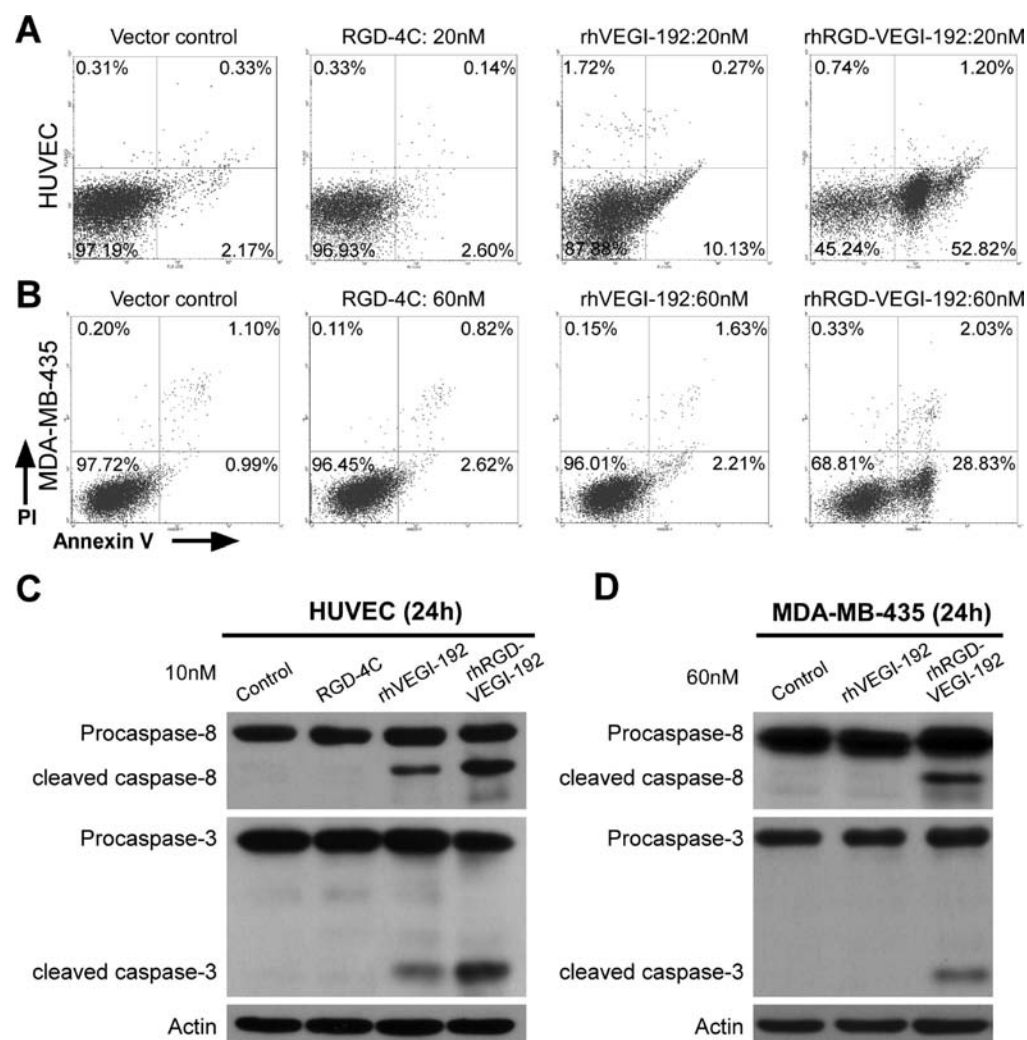 A
Vector control
RGD-4C: 20nM
rhVEGI-192:20nM
rhRGD-VEGI-192:20nM
0.31%
0.33%
0.33%
0.14%
1.72%
0.27%
0.74%
1.20%
HUVEC
97.19%
2.17%
96.93%
2.60%
87.88%
10.13%
45.24%
52.82%
B
Vector control
RGD-4C: 60nM
rhVEGI-192:60nM
rhRGD-VEGI-192:60nM
0.20%
1.10%
0.11%
0.82%
0.15%
1.63%
0.33%
2.03%
MDA-MB-435
97.72%
0.99%
96.45%
2.62%
96.01%
2.21%
68.81%
28.83%
PI
Annexin V
C
HUVEC (24h)
10nM
Control
RGD-4C
rhVEGI-192
rhRGD-
VEGI-192
Procaspase-8
cleaved caspase-8
Procaspase-3
cleaved caspase-3
Actin
D
MDA-MB-435 (24h)
60nM
Control
rhVEGI-192
rhRGD-
VEGI-192
Procaspase-8
cleaved caspase-8
Procaspase-3
cleaved caspase-3
Actin